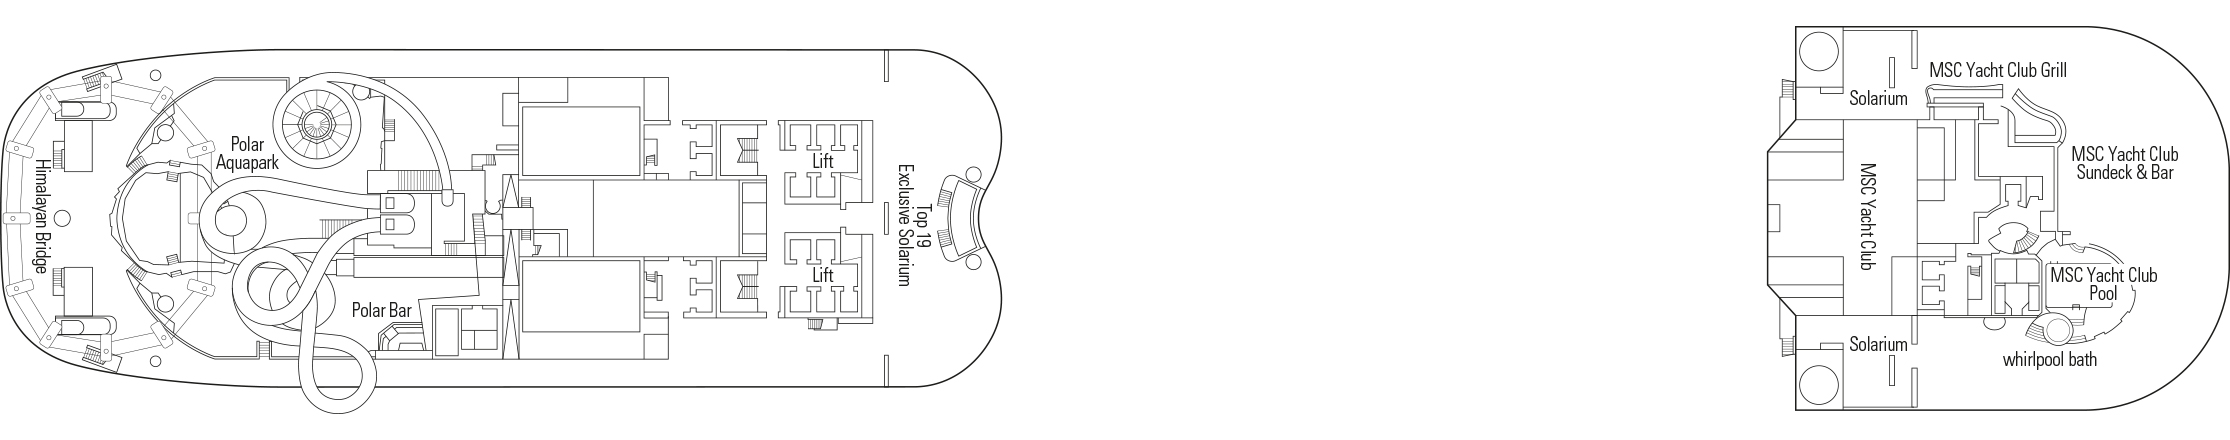 Himalayan Bridge
Polar
Aquapark
Polar Bar
Lift
Lift
Top 19
Exclusive Solarium
Solarium
MSC Yacht Club Grill
MSC Yacht Club
Sundeck & Bar
MSC Yacht Club
MSC Yacht Club
Pool
Solarium
whirlpool bath